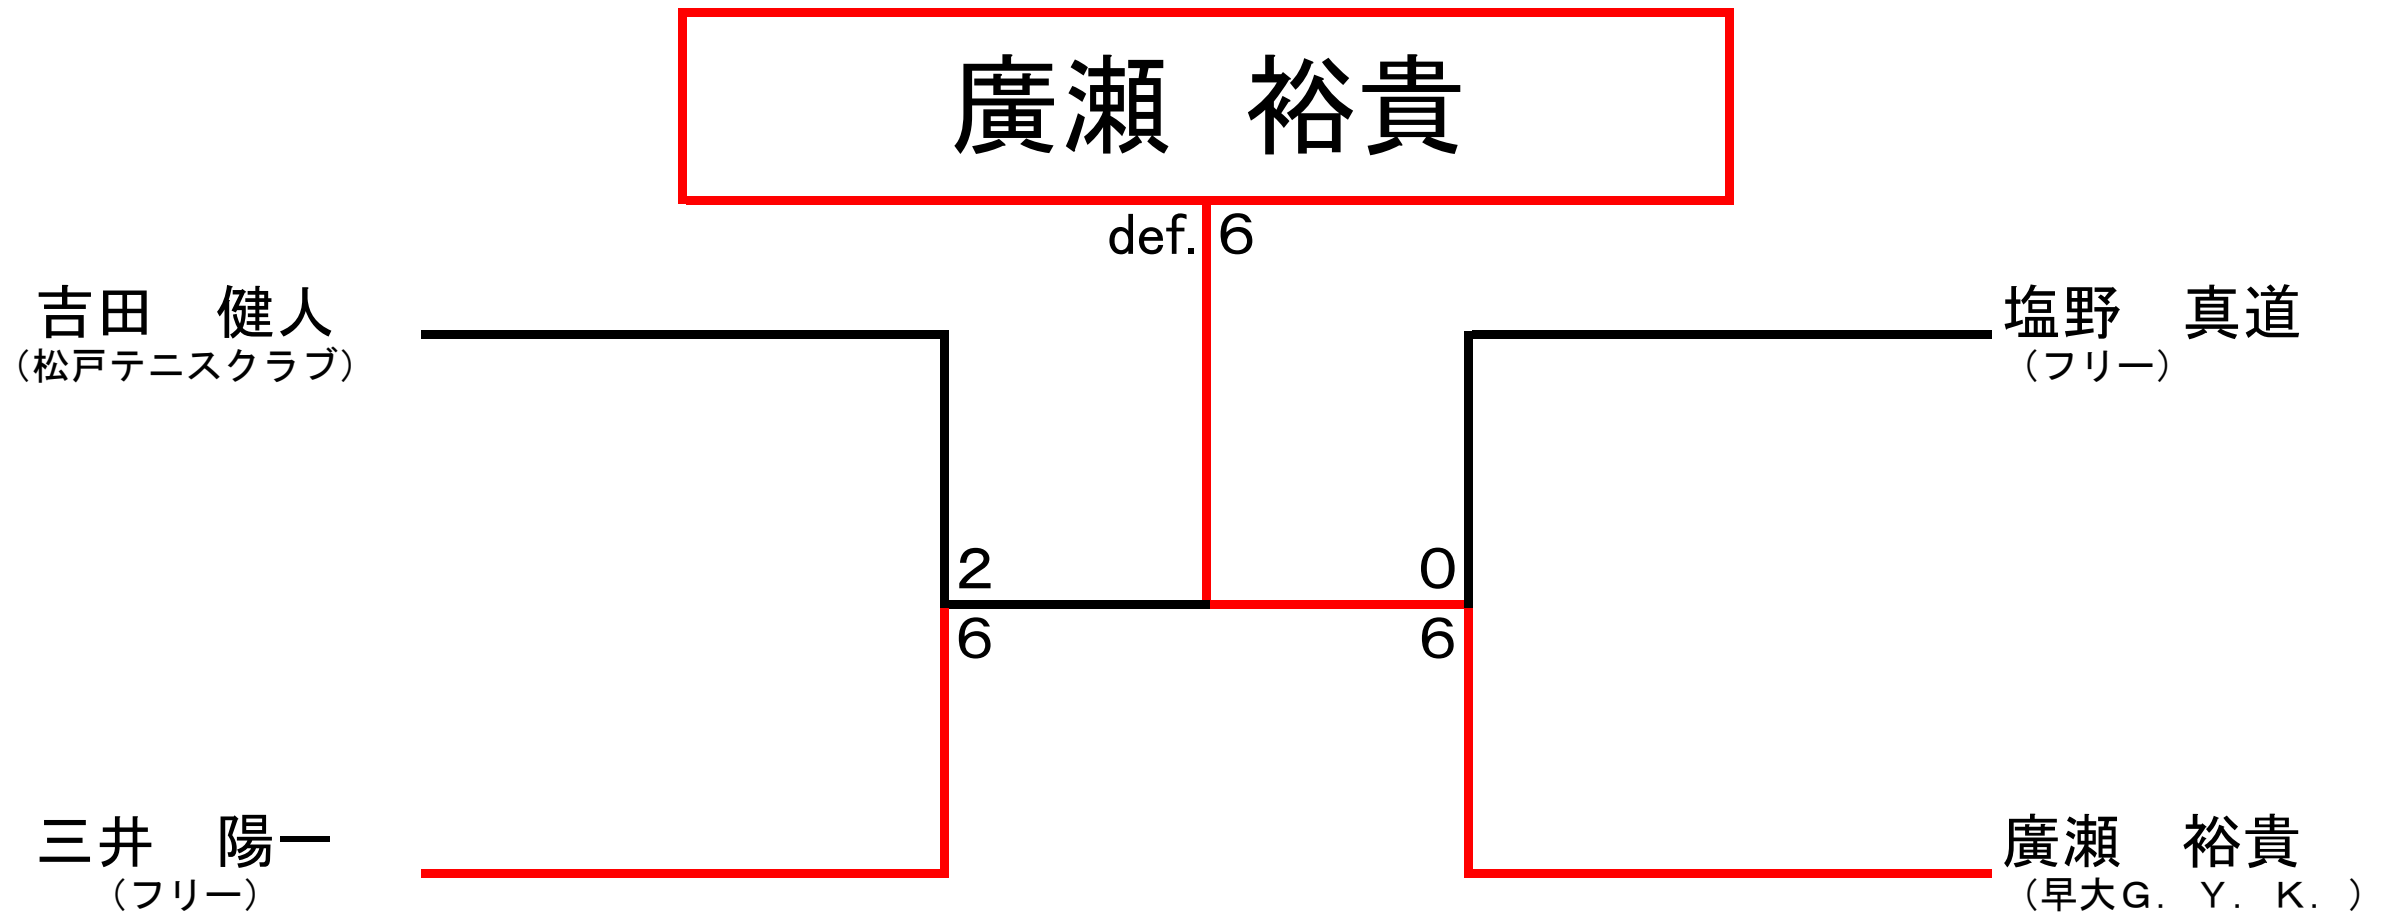 廣瀬　裕貴
def. 6
吉田　健人
（松戸テニスクラブ）
塩野　真道
（フリー）
2
0
6
6
三井　陽一
（フリー）
廣瀬　裕貴
（早大Ｇ．Ｙ．Ｋ．）